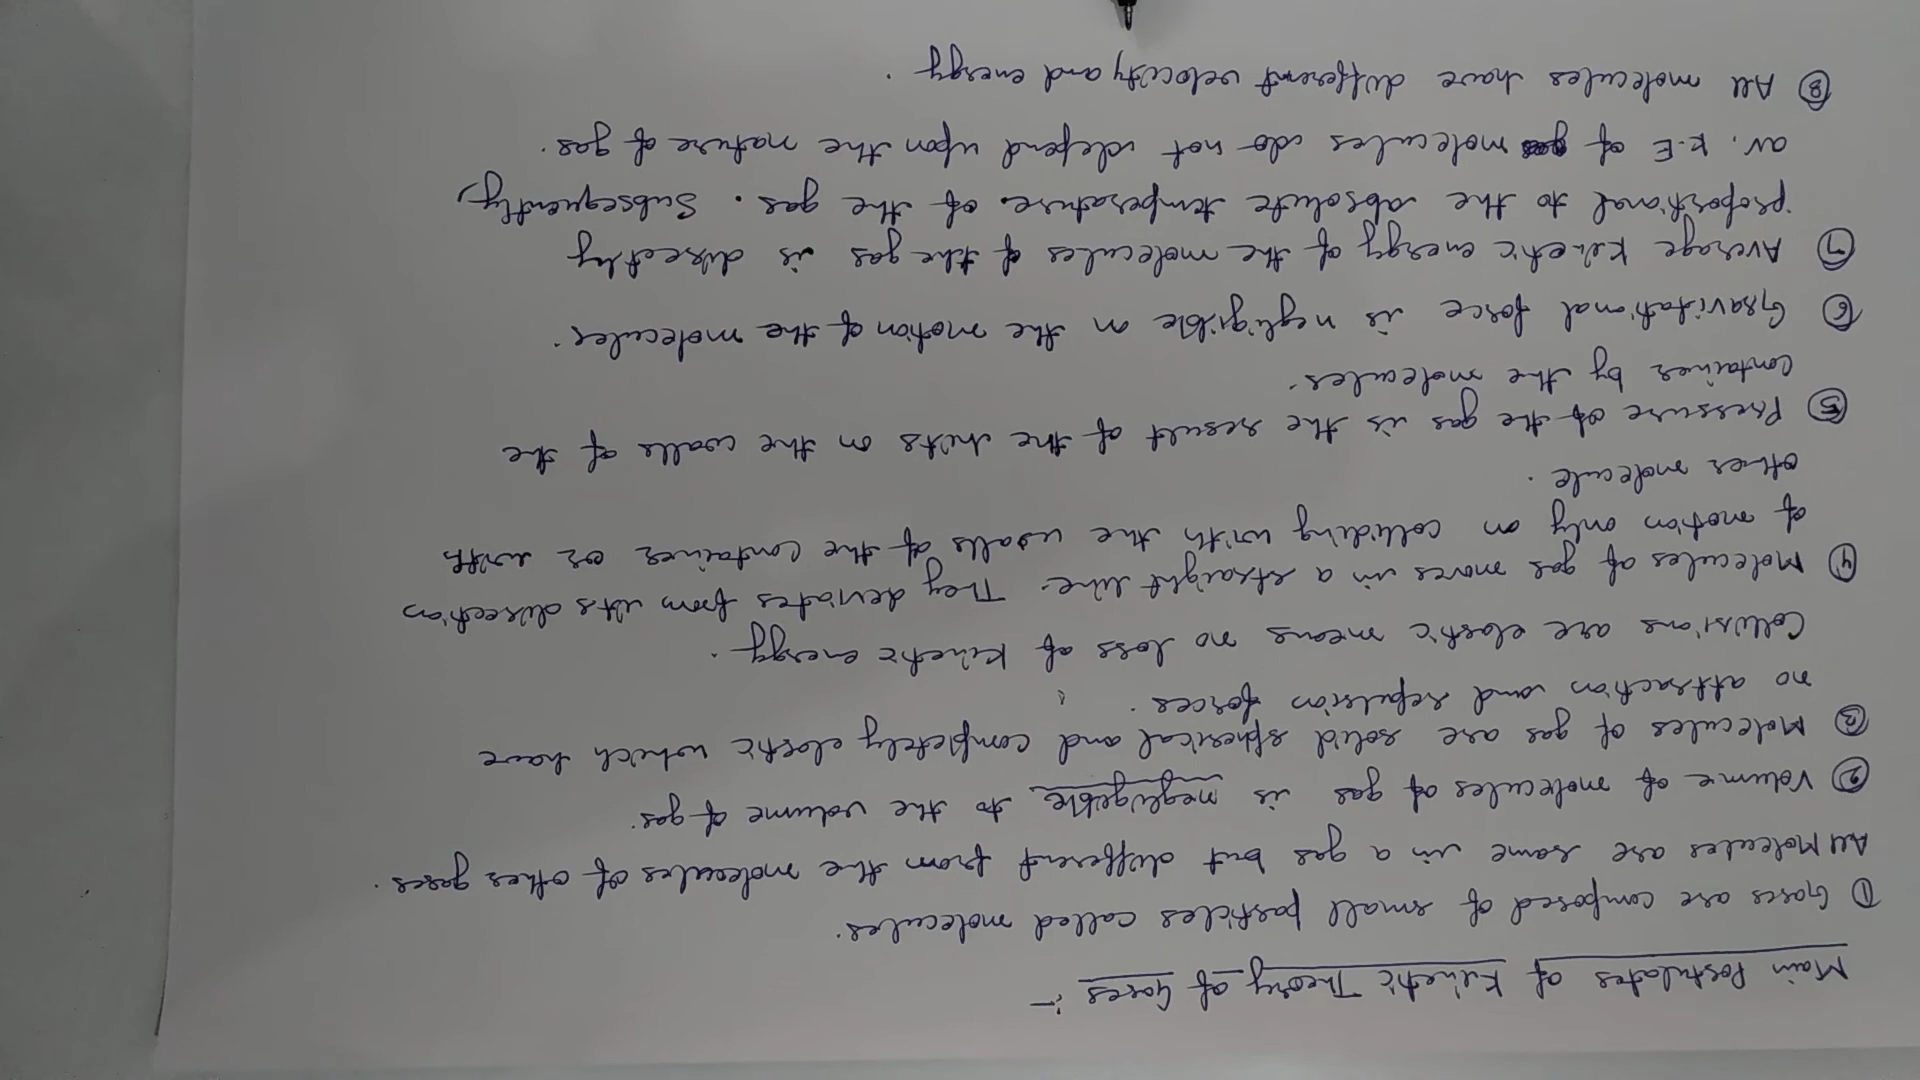 Main Postulates of Kinetic Theory of Gases :-
① Gases are composed of small particles called molecules.
All Molecules are same in a gas but different from the molecules of other gases.
② Volume of molecules of gas is negligible to the volume of gas.
③ Molecules of gas are solid spherical and completely elastic which have
no attraction and repulsion forces.
Collisions are elastic means no loss of kinetic energy.
④ Molecules of gas moves in a straight line. They deviates from its direction
of motion only on colliding with the walls of the container or with
other molecule.
⑤ Pressure of the gas is the result of the hits on the walls of the
container by the molecules.
⑥ Gravitational force is negligible on the motion of the molecules.
⑦ Average kinetic energy of the molecules of the gas is directly
proportional to the absolute temperature of the gas. Subsequently,
av. K.E of molecules do not depend upon the nature of gas.
⑧ All molecules have different velocity and energy.